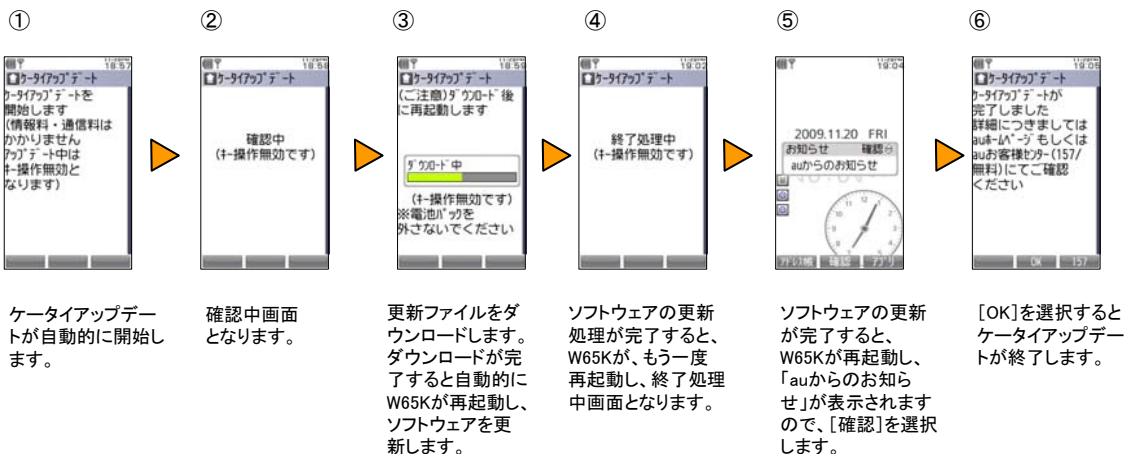 ①
②
③
④
⑤
⑥
18:57
ケータイアップデート
ケータイアップデートを
開始します
(情報料・通信料は
かかりません
アップデート中は
キー操作無効と
なります)
18:58
ケータイアップデート
確認中
(キー操作無効です)
18:59
ケータイアップデート
(ご注意)ダウンロード後
に再起動します
ダウンロード中
(キー操作無効です)
※電池パックを
外さないでください
19:02
ケータイアップデート
終了処理中
(キー操作無効です)
19:04
2009.11.20 FRI
お知らせ 確認
auからのお知らせ
12
アドレス帳 確認 アプリ
19:05
ケータイアップデート
ケータイアップデートが
完了しました
詳細につきましては
auホームページもしくは
auお客様センター(157/
無料)にてご確認
ください
OK 157
ケータイアップデー
トが自動的に開始し
ます。
確認中画面
となります。
更新ファイルをダ
ウンロードします。
ダウンロードが完
了すると自動的に
W65Kが再起動し、
ソフトウェアを更
新します。
ソフトウェアの更新
処理が完了すると、
W65Kが、もう一度
再起動し、終了処理
中画面となります。
ソフトウェアの更新
が完了すると、
W65Kが再起動し、
「auからのお知ら
せ」が表示されます
ので、[確認]を選択
します。
[OK]を選択すると
ケータイアップデー
トが終了します。